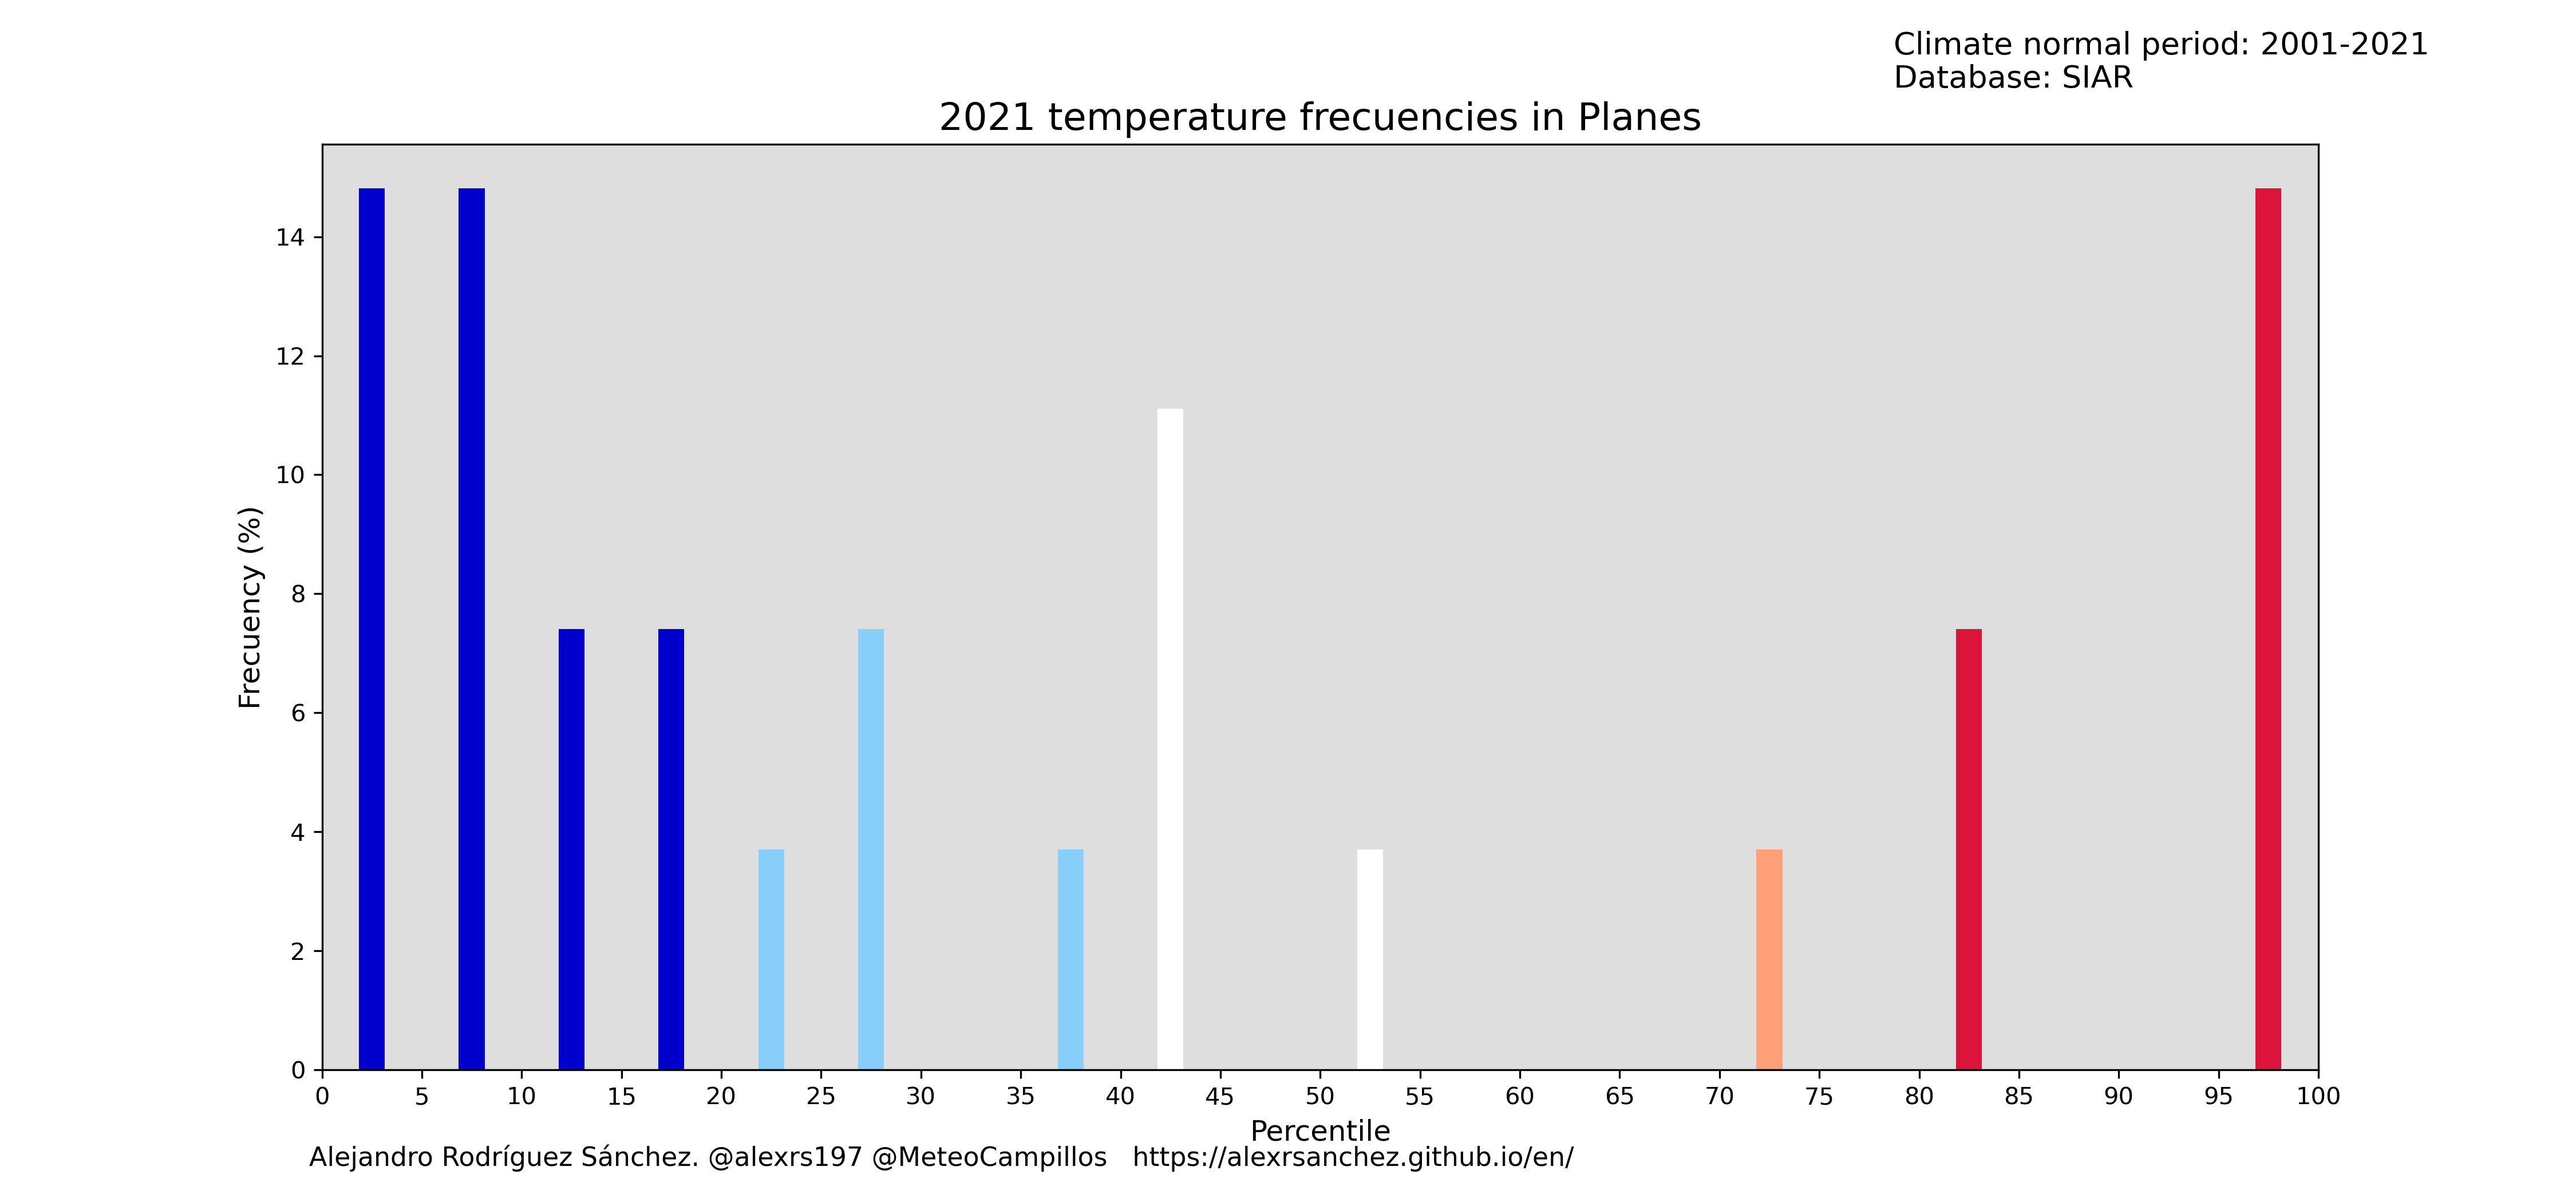 Climate normal period: 2001-2021
Database: SIAR
2021 temperature frecuencies in Planes
Frecuency (%)
14
12
10
8
6
4
2
0
0 5 10 15 20 25 30 35 40 45 50 55 60 65 70 75 80 85 90 95 100
Percentile
Alejandro Rodríguez Sánchez. @alexrs197 @MeteoCampillos https://alexrsanchez.github.io/en/